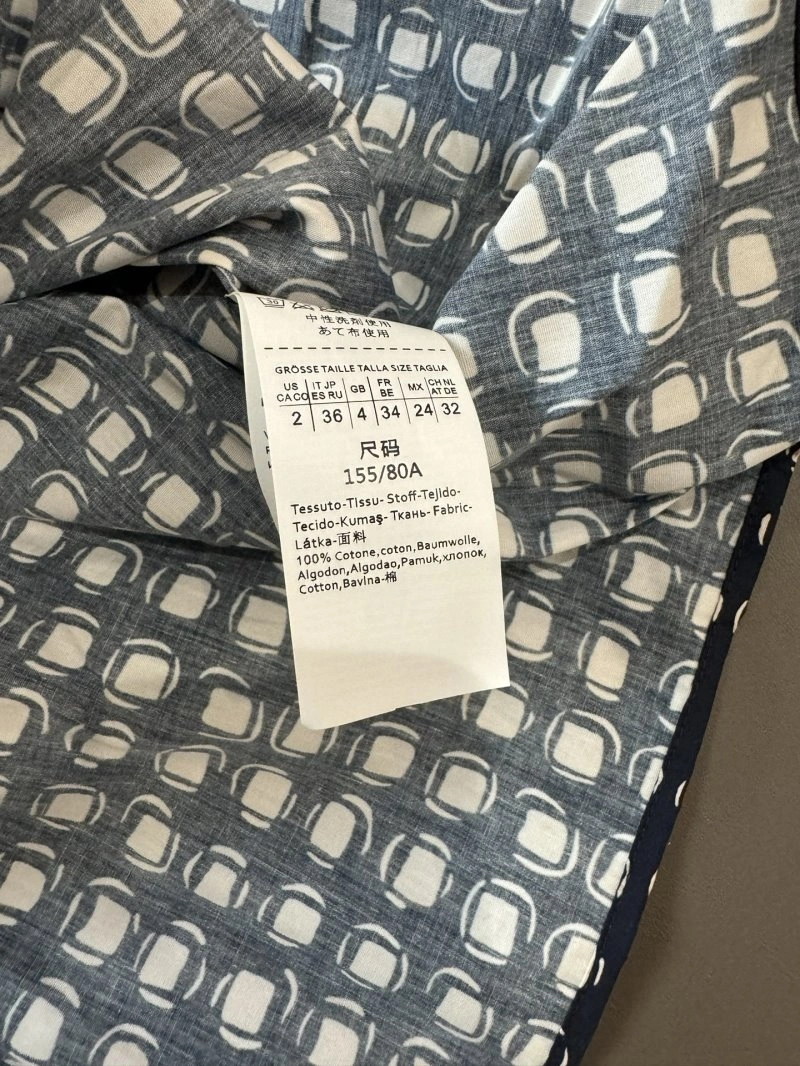 30
中性洗剤使用
あて布使用
GRÖSSE TAILLE TALLA SIZE TAGLIA
US IT JP GB FR MX CH NL
CA CO ES RU BE AT DE
2 36 4 34 24 32
尺码
155/80A
Tessuto-Tissu-Stoff-Tejido-
Tecido-Kumaş-Ткань-Fabric-
Látka-面料
100% Cotone,coton,Baumwolle,
Algodon,Algodao,Pamuk,хлопок,
Cotton,Bavlna-棉